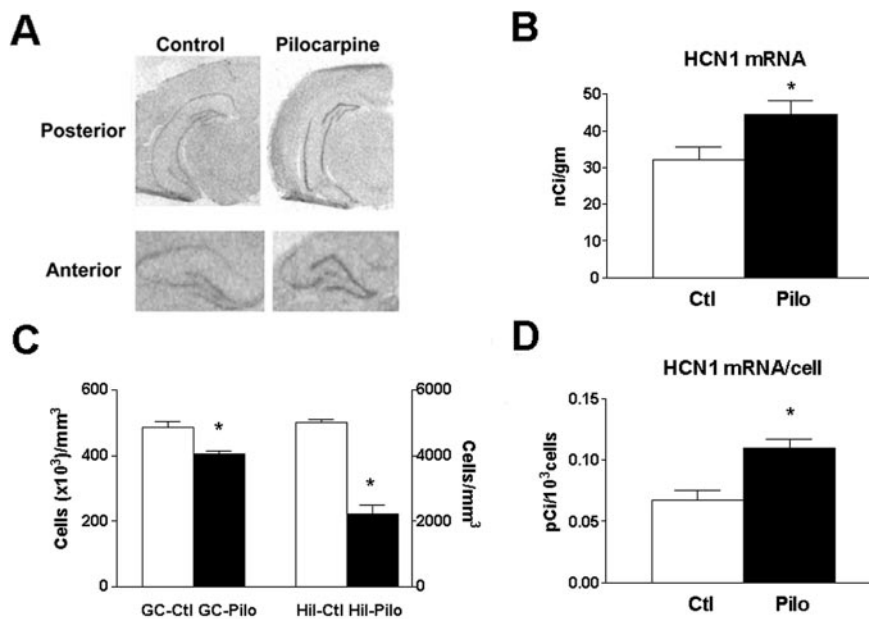 A
Control
Pilocarpine
Posterior
Anterior
B
HCN1 mRNA
nCi/gm
50
40
30
20
10
0
*
Ctl
Pilo
C
Cells (x10³)/mm³
600
400
200
0
*
*
6000
4000
2000
0
Cells/mm³
GC-Ctl GC-Pilo
Hil-Ctl Hil-Pilo
D
HCN1 mRNA/cell
pCi/10³cells
0.15
0.10
0.05
0.00
*
Ctl
Pilo